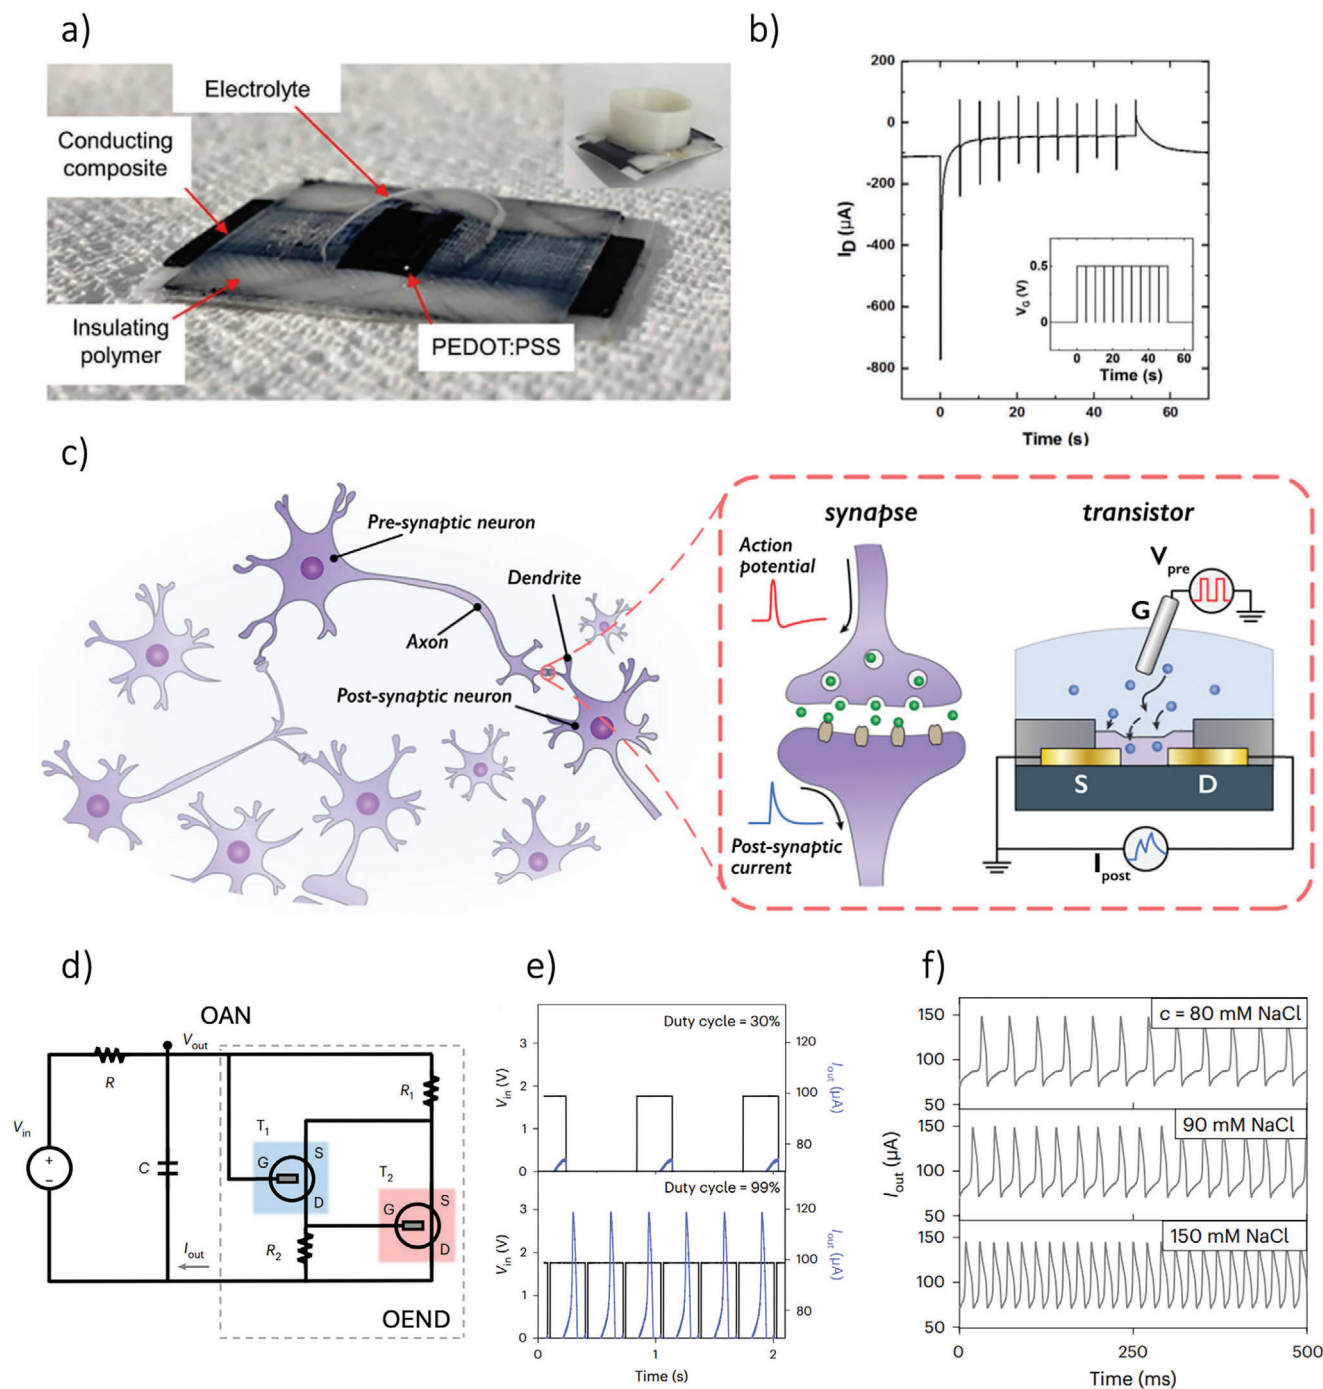 a)
Electrolyte
Conducting
composite
Insulating
polymer
PEDOT:PSS
b)
200
0
-200
-400
-600
-800
I_D (µA)
0
20
40
60
Time (s)
0.5
0
V_G (V)
0
15
30
45
60
Time (s)
c)
Pre-synaptic neuron
Dendrite
Axon
Post-synaptic neuron
synapse
Action
potential
Post-synaptic
current
transistor
V_pre
G
S
D
I_post
d)
OAN
V_out
R
R_1
V_in
+
−
C
T_1
G
S
D
T_2
G
S
D
R_2
I_out
OEND
e)
Duty cycle = 30%
3
2
1
0
V_in (V)
120
100
80
I_out (µA)
Duty cycle = 99%
3
2
1
0
V_in (V)
120
100
80
I_out (µA)
0
1
2
Time (s)
f)
c = 80 mM NaCl
150
100
50
90 mM NaCl
150
100
50
150 mM NaCl
150
100
50
I_out (µA)
0
250
500
Time (ms)